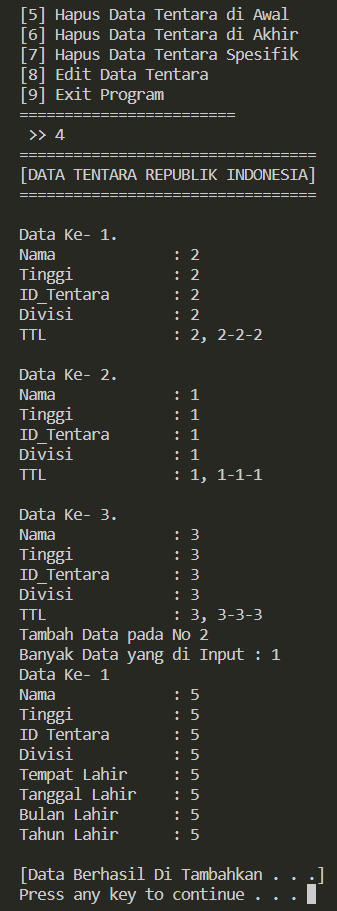 [5] Hapus Data Tentara di Awal
[6] Hapus Data Tentara di Akhir
[7] Hapus Data Tentara Spesifik
[8] Edit Data Tentara
[9] Exit Program
========================
 >> 4
=================================
[DATA TENTARA REPUBLIK INDONESIA]
=================================

Data Ke- 1.
Nama             : 2
Tinggi           : 2
ID_Tentara       : 2
Divisi           : 2
TTL              : 2, 2-2-2

Data Ke- 2.
Nama             : 1
Tinggi           : 1
ID_Tentara       : 1
Divisi           : 1
TTL              : 1, 1-1-1

Data Ke- 3.
Nama             : 3
Tinggi           : 3
ID_Tentara       : 3
Divisi           : 3
TTL              : 3, 3-3-3
Tambah Data pada No 2
Banyak Data yang di Input : 1
Data Ke- 1
Nama             : 5
Tinggi           : 5
ID Tentara       : 5
Divisi           : 5
Tempat Lahir     : 5
Tanggal Lahir    : 5
Bulan Lahir      : 5
Tahun Lahir      : 5

[Data Berhasil Di Tambahkan . . .]
Press any key to continue . . .